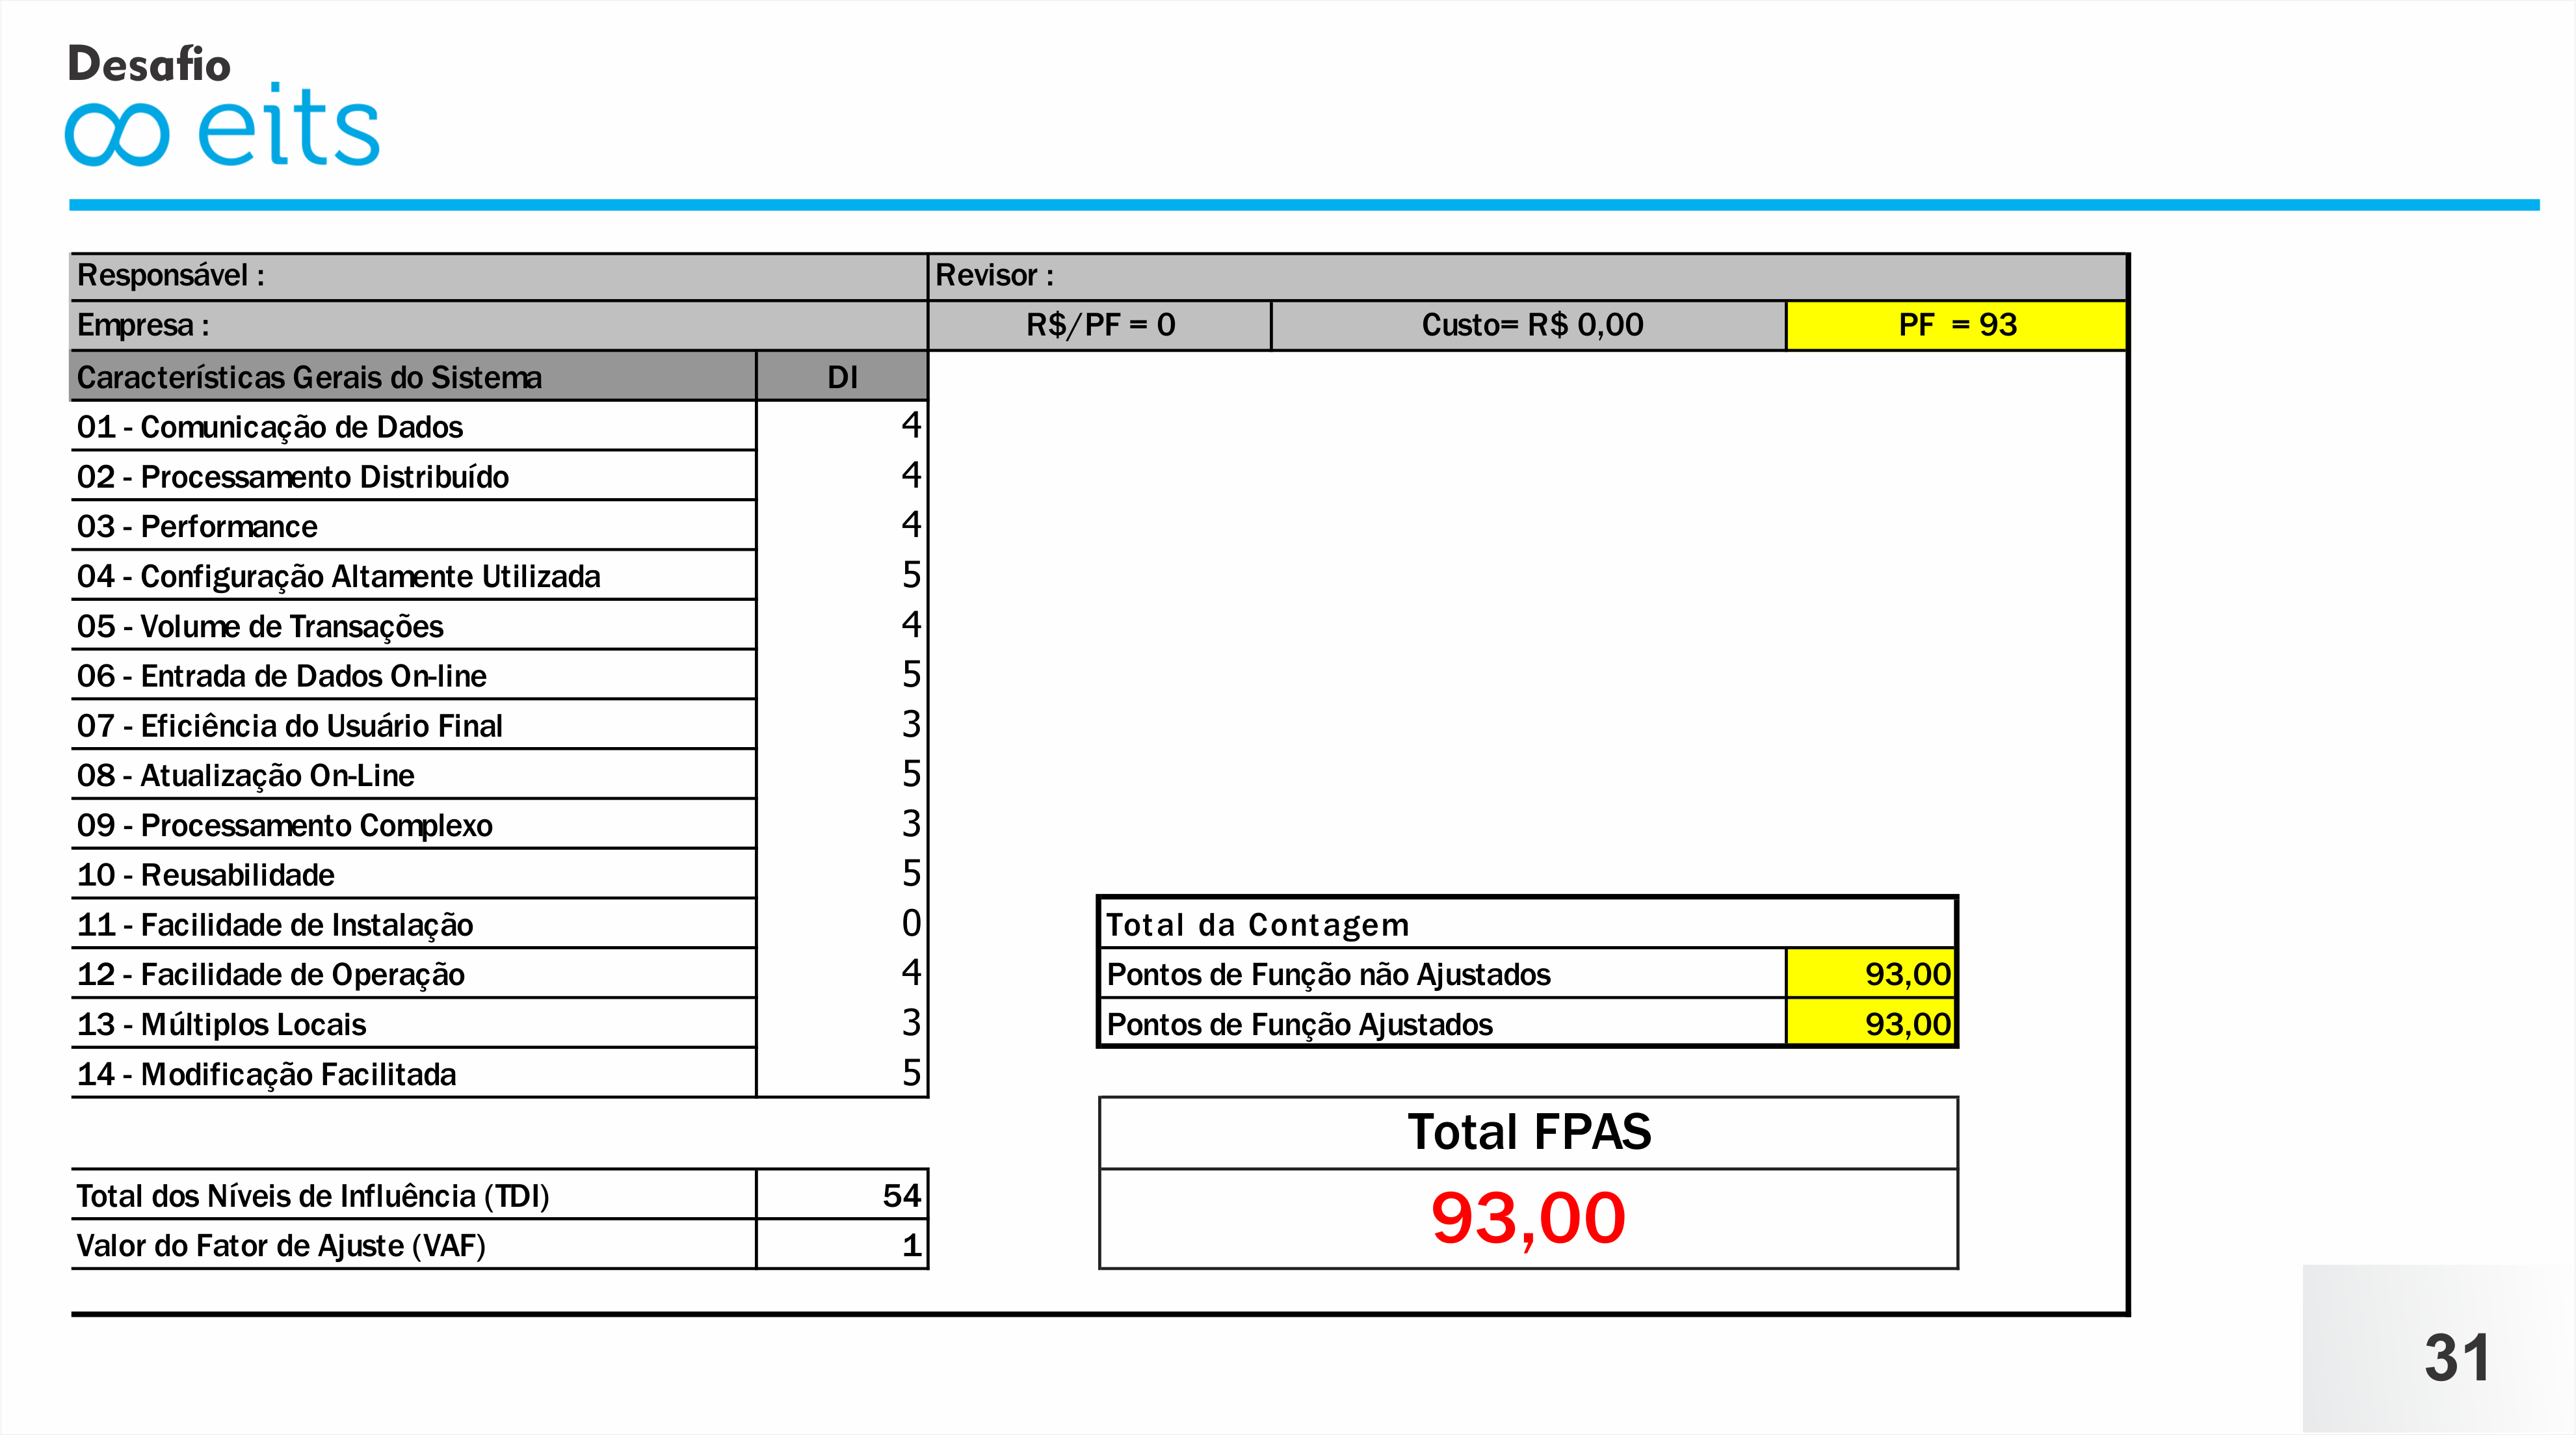 Desafio
eits
Responsável : Revisor :
Empresa : R$/PF = 0 Custo= R$ 0,00 PF = 93
Características Gerais do Sistema DI
01 - Comunicação de Dados 4
02 - Processamento Distribuído 4
03 - Performance 4
04 - Configuração Altamente Utilizada 5
05 - Volume de Transações 4
06 - Entrada de Dados On-line 5
07 - Eficiência do Usuário Final 3
08 - Atualização On-Line 5
09 - Processamento Complexo 3
10 - Reusabilidade 5
11 - Facilidade de Instalação 0
12 - Facilidade de Operação 4
13 - Múltiplos Locais 3
14 - Modificação Facilitada 5
Total dos Níveis de Influência (TDI) 54
Valor do Fator de Ajuste (VAF) 1
Total da Contagem
Pontos de Função não Ajustados 93,00
Pontos de Função Ajustados 93,00
Total FPAS
93,00
31